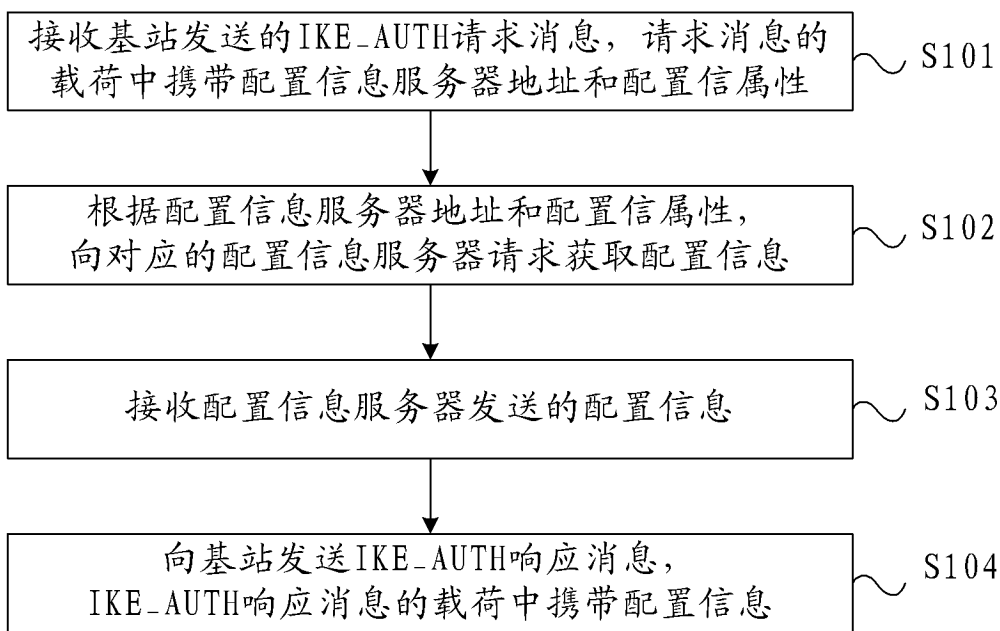 接收基站发送的IKE_AUTH请求消息，请求消息的
载荷中携带配置信息服务器地址和配置信属性
S101
根据配置信息服务器地址和配置信属性，
向对应的配置信息服务器请求获取配置信息
S102
接收配置信息服务器发送的配置信息
S103
向基站发送IKE_AUTH响应消息，
IKE_AUTH响应消息的载荷中携带配置信息
S104